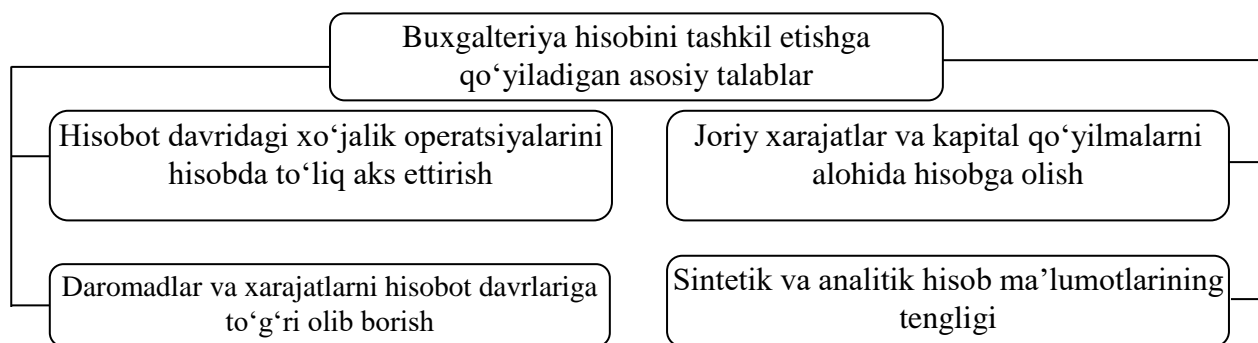 Buxgalteriya hisobini tashkil etishga
qo‘yiladigan asosiy talablar
Hisobot davridagi xo‘jalik operatsiyalarini
hisobda to‘liq aks ettirish
Joriy xarajatlar va kapital qo‘yilmalarni
alohida hisobga olish
Daromadlar va xarajatlarni hisobot davrlariga
to‘g‘ri olib borish
Sintetik va analitik hisob ma’lumotlarining
tengligi